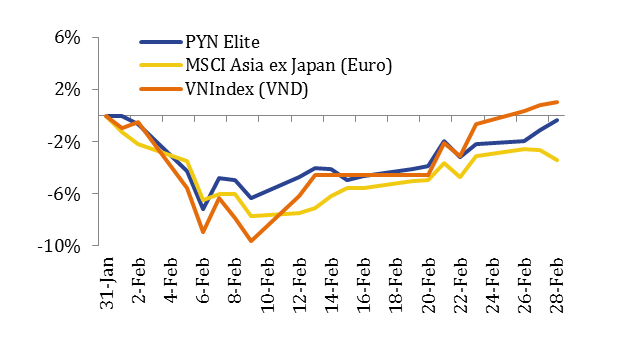 6%
2%
-2%
-6%
-10%
PYN Elite
MSCI Asia ex Japan (Euro)
VNIndex (VND)
31-Jan
2-Feb
4-Feb
6-Feb
8-Feb
10-Feb
12-Feb
14-Feb
16-Feb
18-Feb
20-Feb
22-Feb
24-Feb
26-Feb
28-Feb